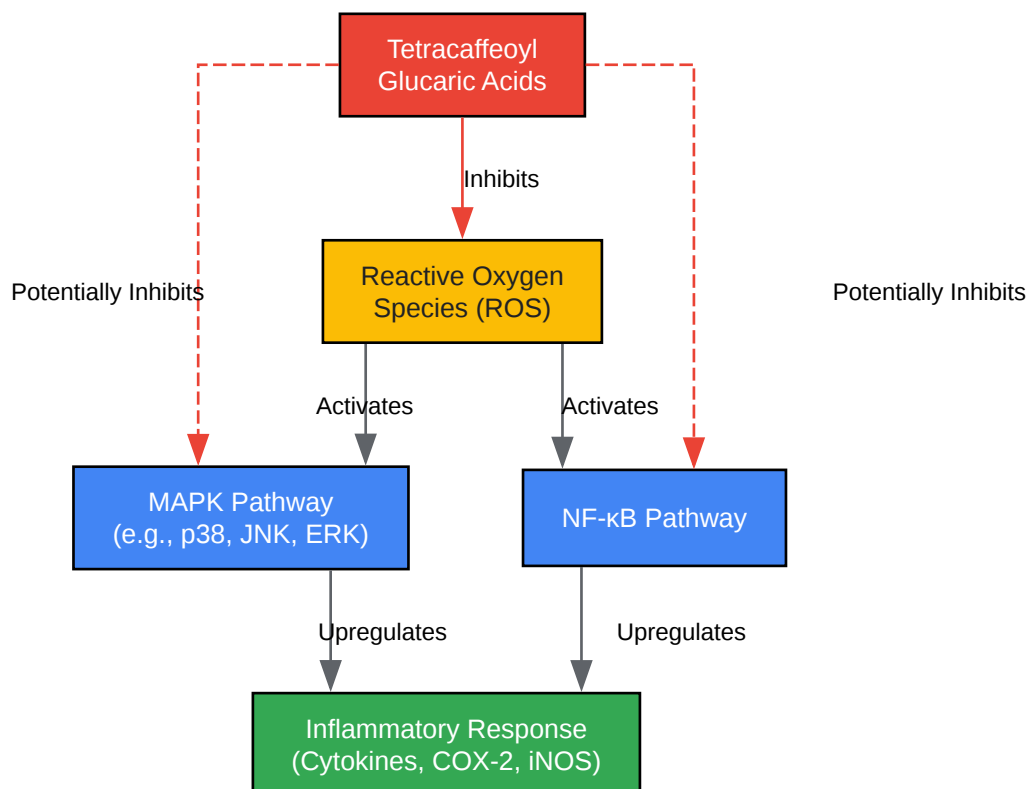 Tetracaffeoyl
Glucaric Acids
Inhibits
Reactive Oxygen
Species (ROS)
Potentially Inhibits
Potentially Inhibits
Activates
Activates
MAPK Pathway
(e.g., p38, JNK, ERK)
NF-κB Pathway
Upregulates
Upregulates
Inflammatory Response
(Cytokines, COX-2, iNOS)